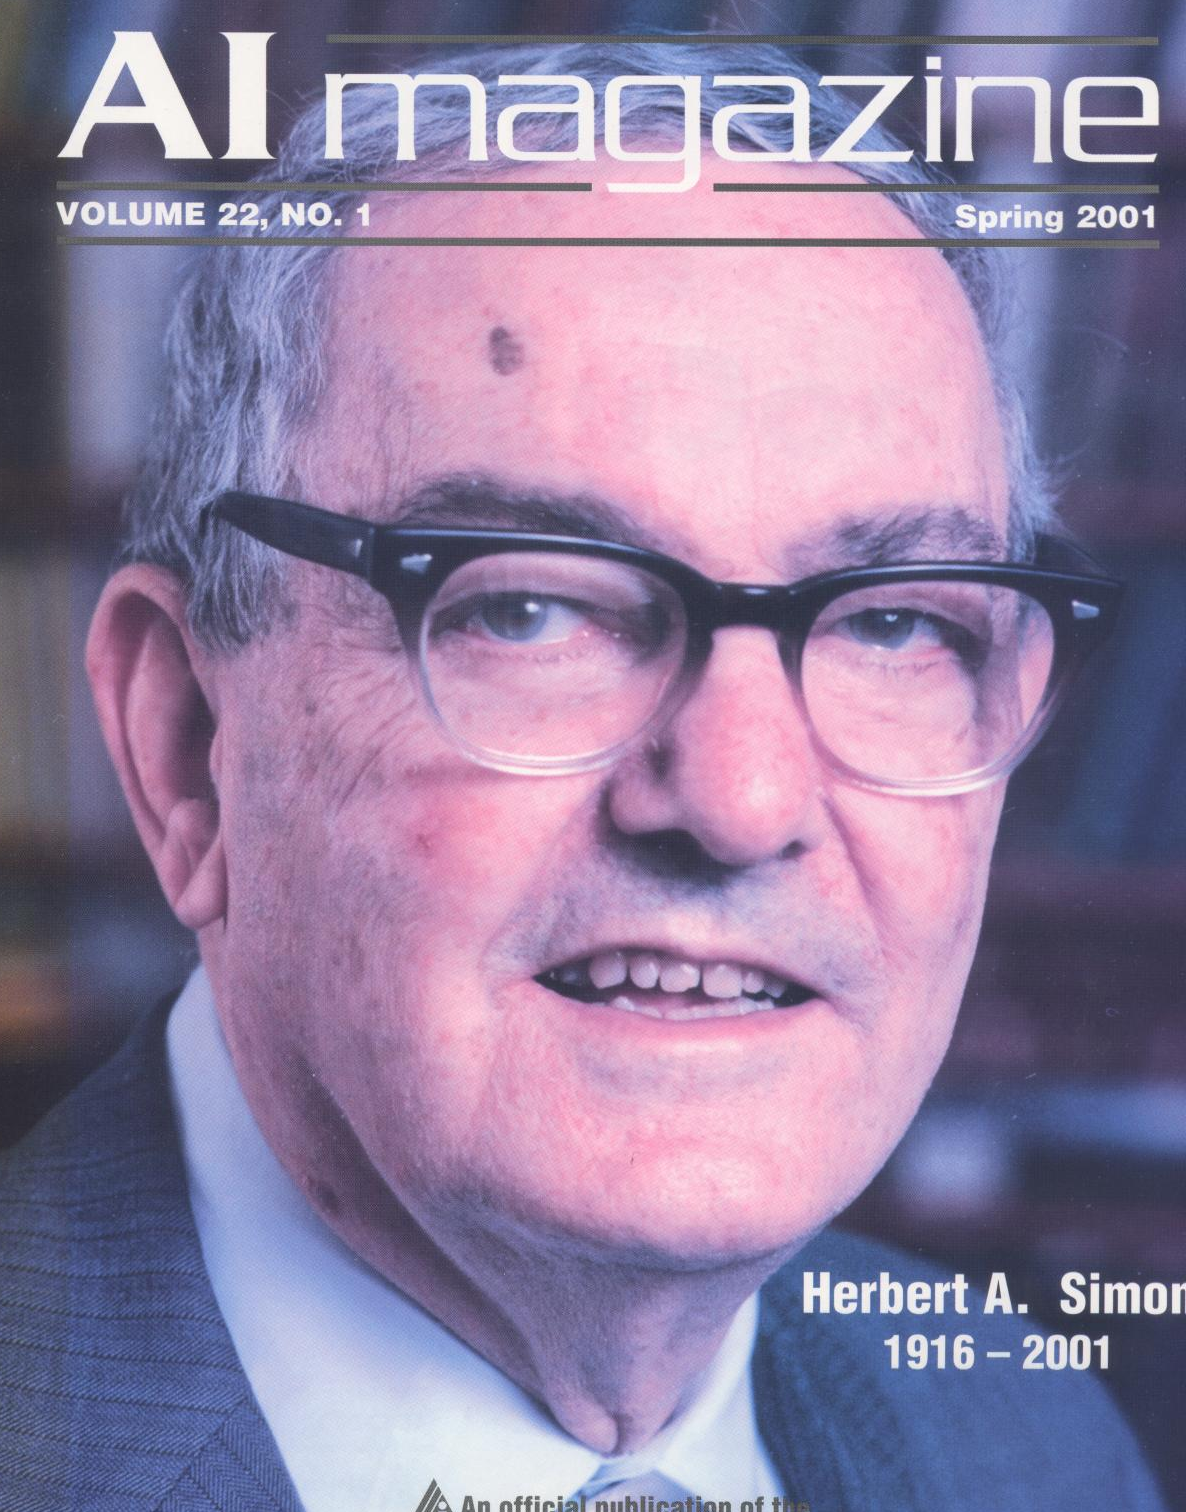 AI magazine
VOLUME 22, NO. 1
Spring 2001
Herbert A. Simon
1916 – 2001
An official publication of the